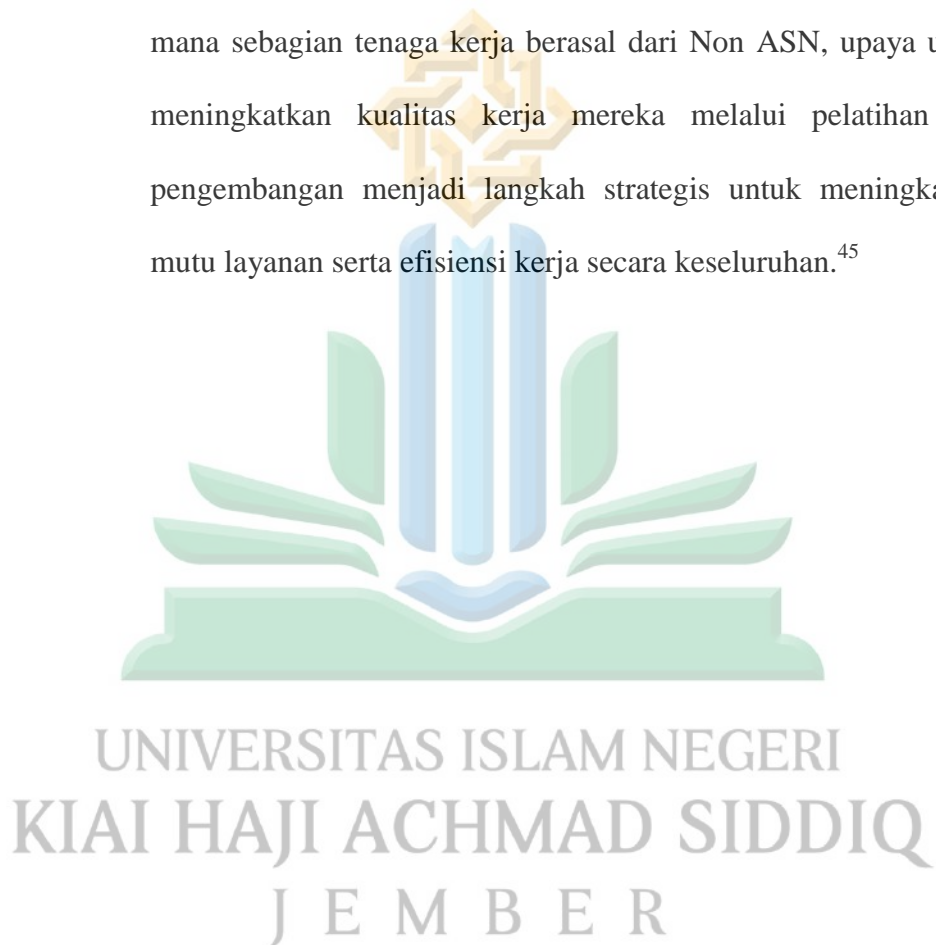 mana sebagian tenaga kerja berasal dari Non ASN, upaya
meningkatkan kualitas kerja mereka melalui pelatihan
pengembangan menjadi langkah strategis untuk
mutu layanan serta efisiensi kerja secara keseluruhan.45
UNIVERSITAS ISLAM NEGERI
KIAI HAJI ACHMAD SIDDIQ
JEMBER